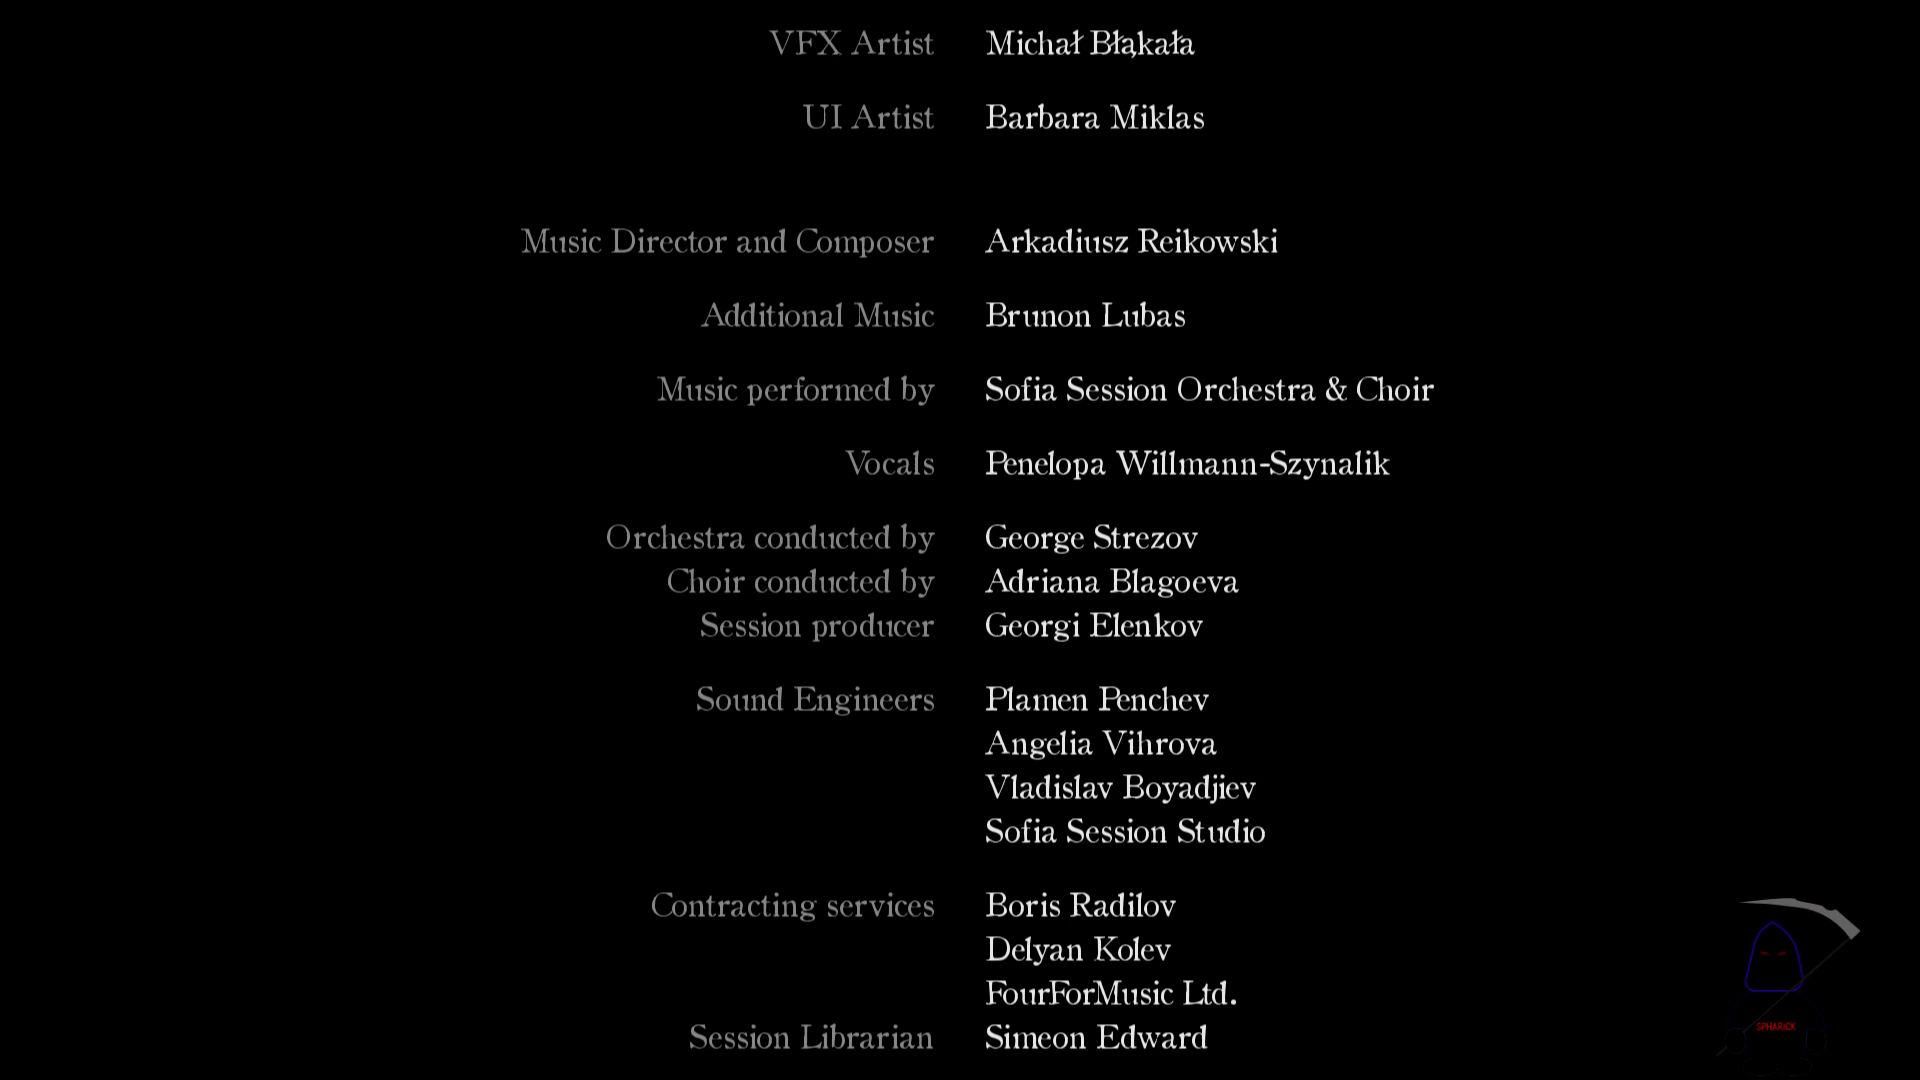 VFX Artist Michał Błąkała
UI Artist Barbara Miklas
Music Director and Composer Arkadiusz Reikowski
Additional Music Brunon Lubas
Music performed by Sofia Session Orchestra & Choir
Vocals Penelopa Willmann-Szynalik
Orchestra conducted by George Strezov
Choir conducted by Adriana Blagoeva
Session producer Georgi Elenkov
Sound Engineers Plamen Penchev
Angelia Vihrova
Vladislav Boyadjiev
Sofia Session Studio
Contracting services Boris Radilov
Delyan Kolev
FourForMusic Ltd.
Session Librarian Simeon Edward
SPHARICK